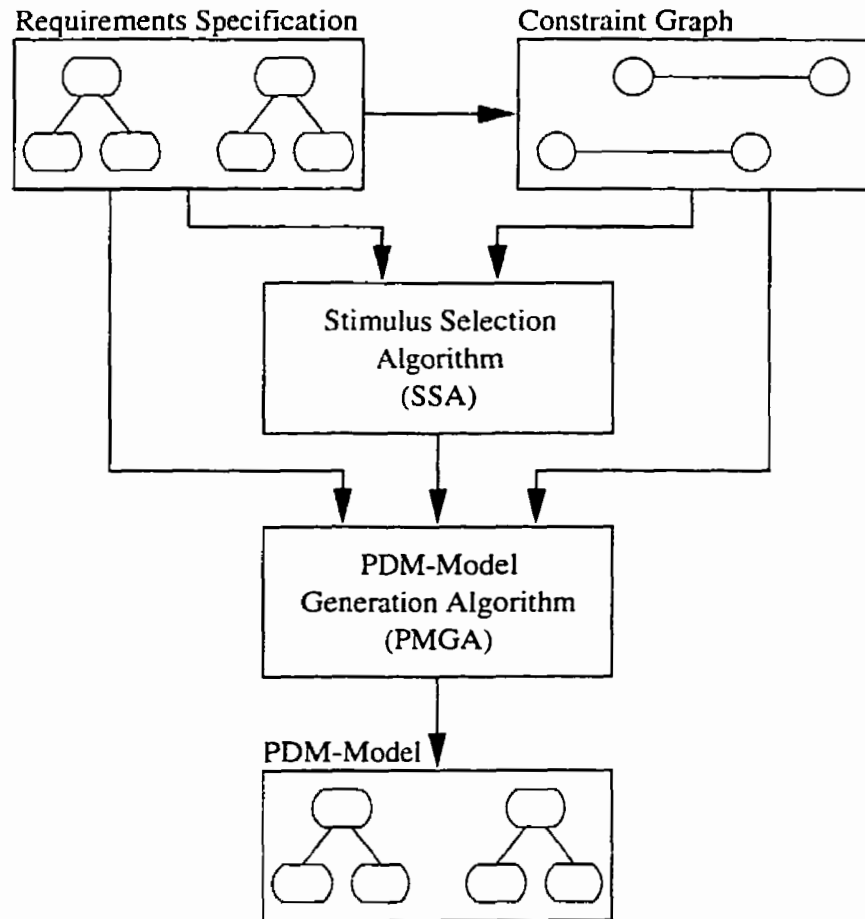 Requirements Specification
Constraint Graph
Stimulus Selection
Algorithm
(SSA)
PDM-Model
Generation Algorithm
(PMGA)
PDM-Model